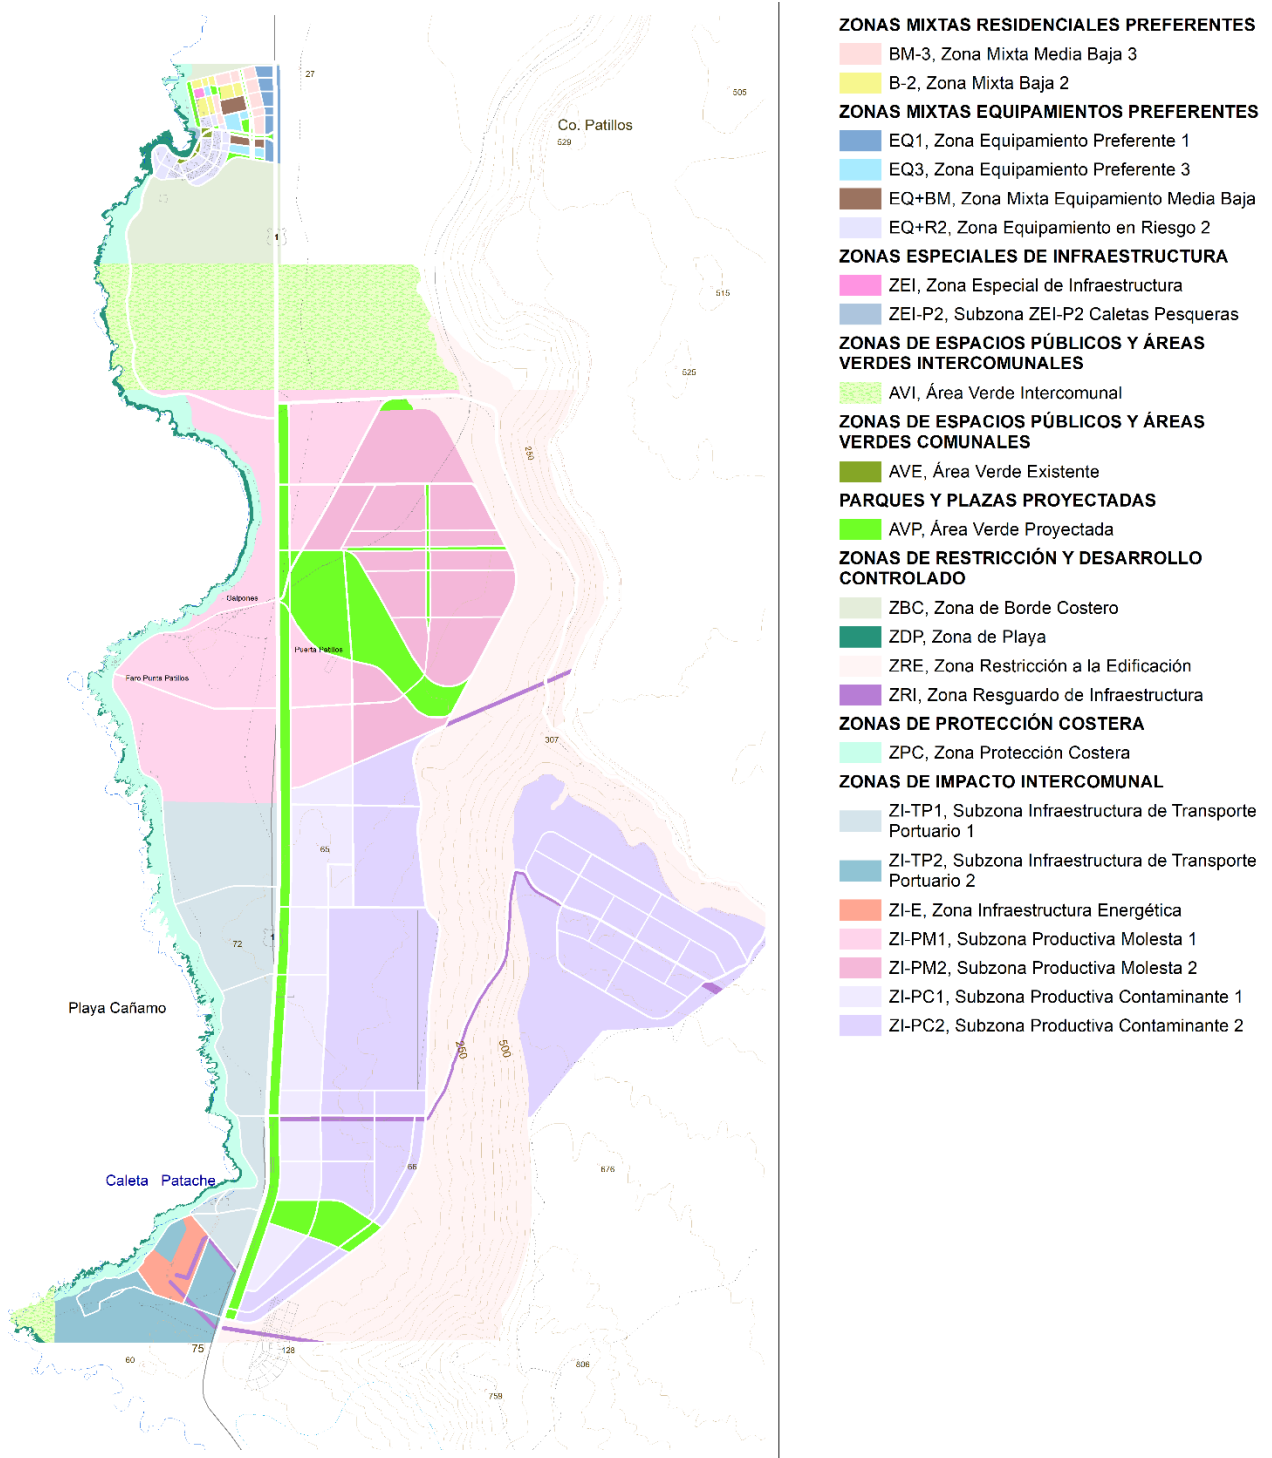 27
505
Co. Patillos
529
515
525
250
Galpones
Puerta Patillos
Faro Punta Patillos
307
65
72
1
Playa Cañamo
250
500
66
Caleta Patache
676
75
60
128
806
759
ZONAS MIXTAS RESIDENCIALES PREFERENTES
BM-3, Zona Mixta Media Baja 3
B-2, Zona Mixta Baja 2
ZONAS MIXTAS EQUIPAMIENTOS PREFERENTES
EQ1, Zona Equipamiento Preferente 1
EQ3, Zona Equipamiento Preferente 3
EQ+BM, Zona Mixta Equipamiento Media Baja
EQ+R2, Zona Equipamiento en Riesgo 2
ZONAS ESPECIALES DE INFRAESTRUCTURA
ZEI, Zona Especial de Infraestructura
ZEI-P2, Subzona ZEI-P2 Caletas Pesqueras
ZONAS DE ESPACIOS PÚBLICOS Y ÁREAS
VERDES INTERCOMUNALES
AVI, Área Verde Intercomunal
ZONAS DE ESPACIOS PÚBLICOS Y ÁREAS
VERDES COMUNALES
AVE, Área Verde Existente
PARQUES Y PLAZAS PROYECTADAS
AVP, Área Verde Proyectada
ZONAS DE RESTRICCIÓN Y DESARROLLO
CONTROLADO
ZBC, Zona de Borde Costero
ZDP, Zona de Playa
ZRE, Zona Restricción a la Edificación
ZRI, Zona Resguardo de Infraestructura
ZONAS DE PROTECCIÓN COSTERA
ZPC, Zona Protección Costera
ZONAS DE IMPACTO INTERCOMUNAL
ZI-TP1, Subzona Infraestructura de Transporte
Portuario 1
ZI-TP2, Subzona Infraestructura de Transporte
Portuario 2
ZI-E, Zona Infraestructura Energética
ZI-PM1, Subzona Productiva Molesta 1
ZI-PM2, Subzona Productiva Molesta 2
ZI-PC1, Subzona Productiva Contaminante 1
ZI-PC2, Subzona Productiva Contaminante 2